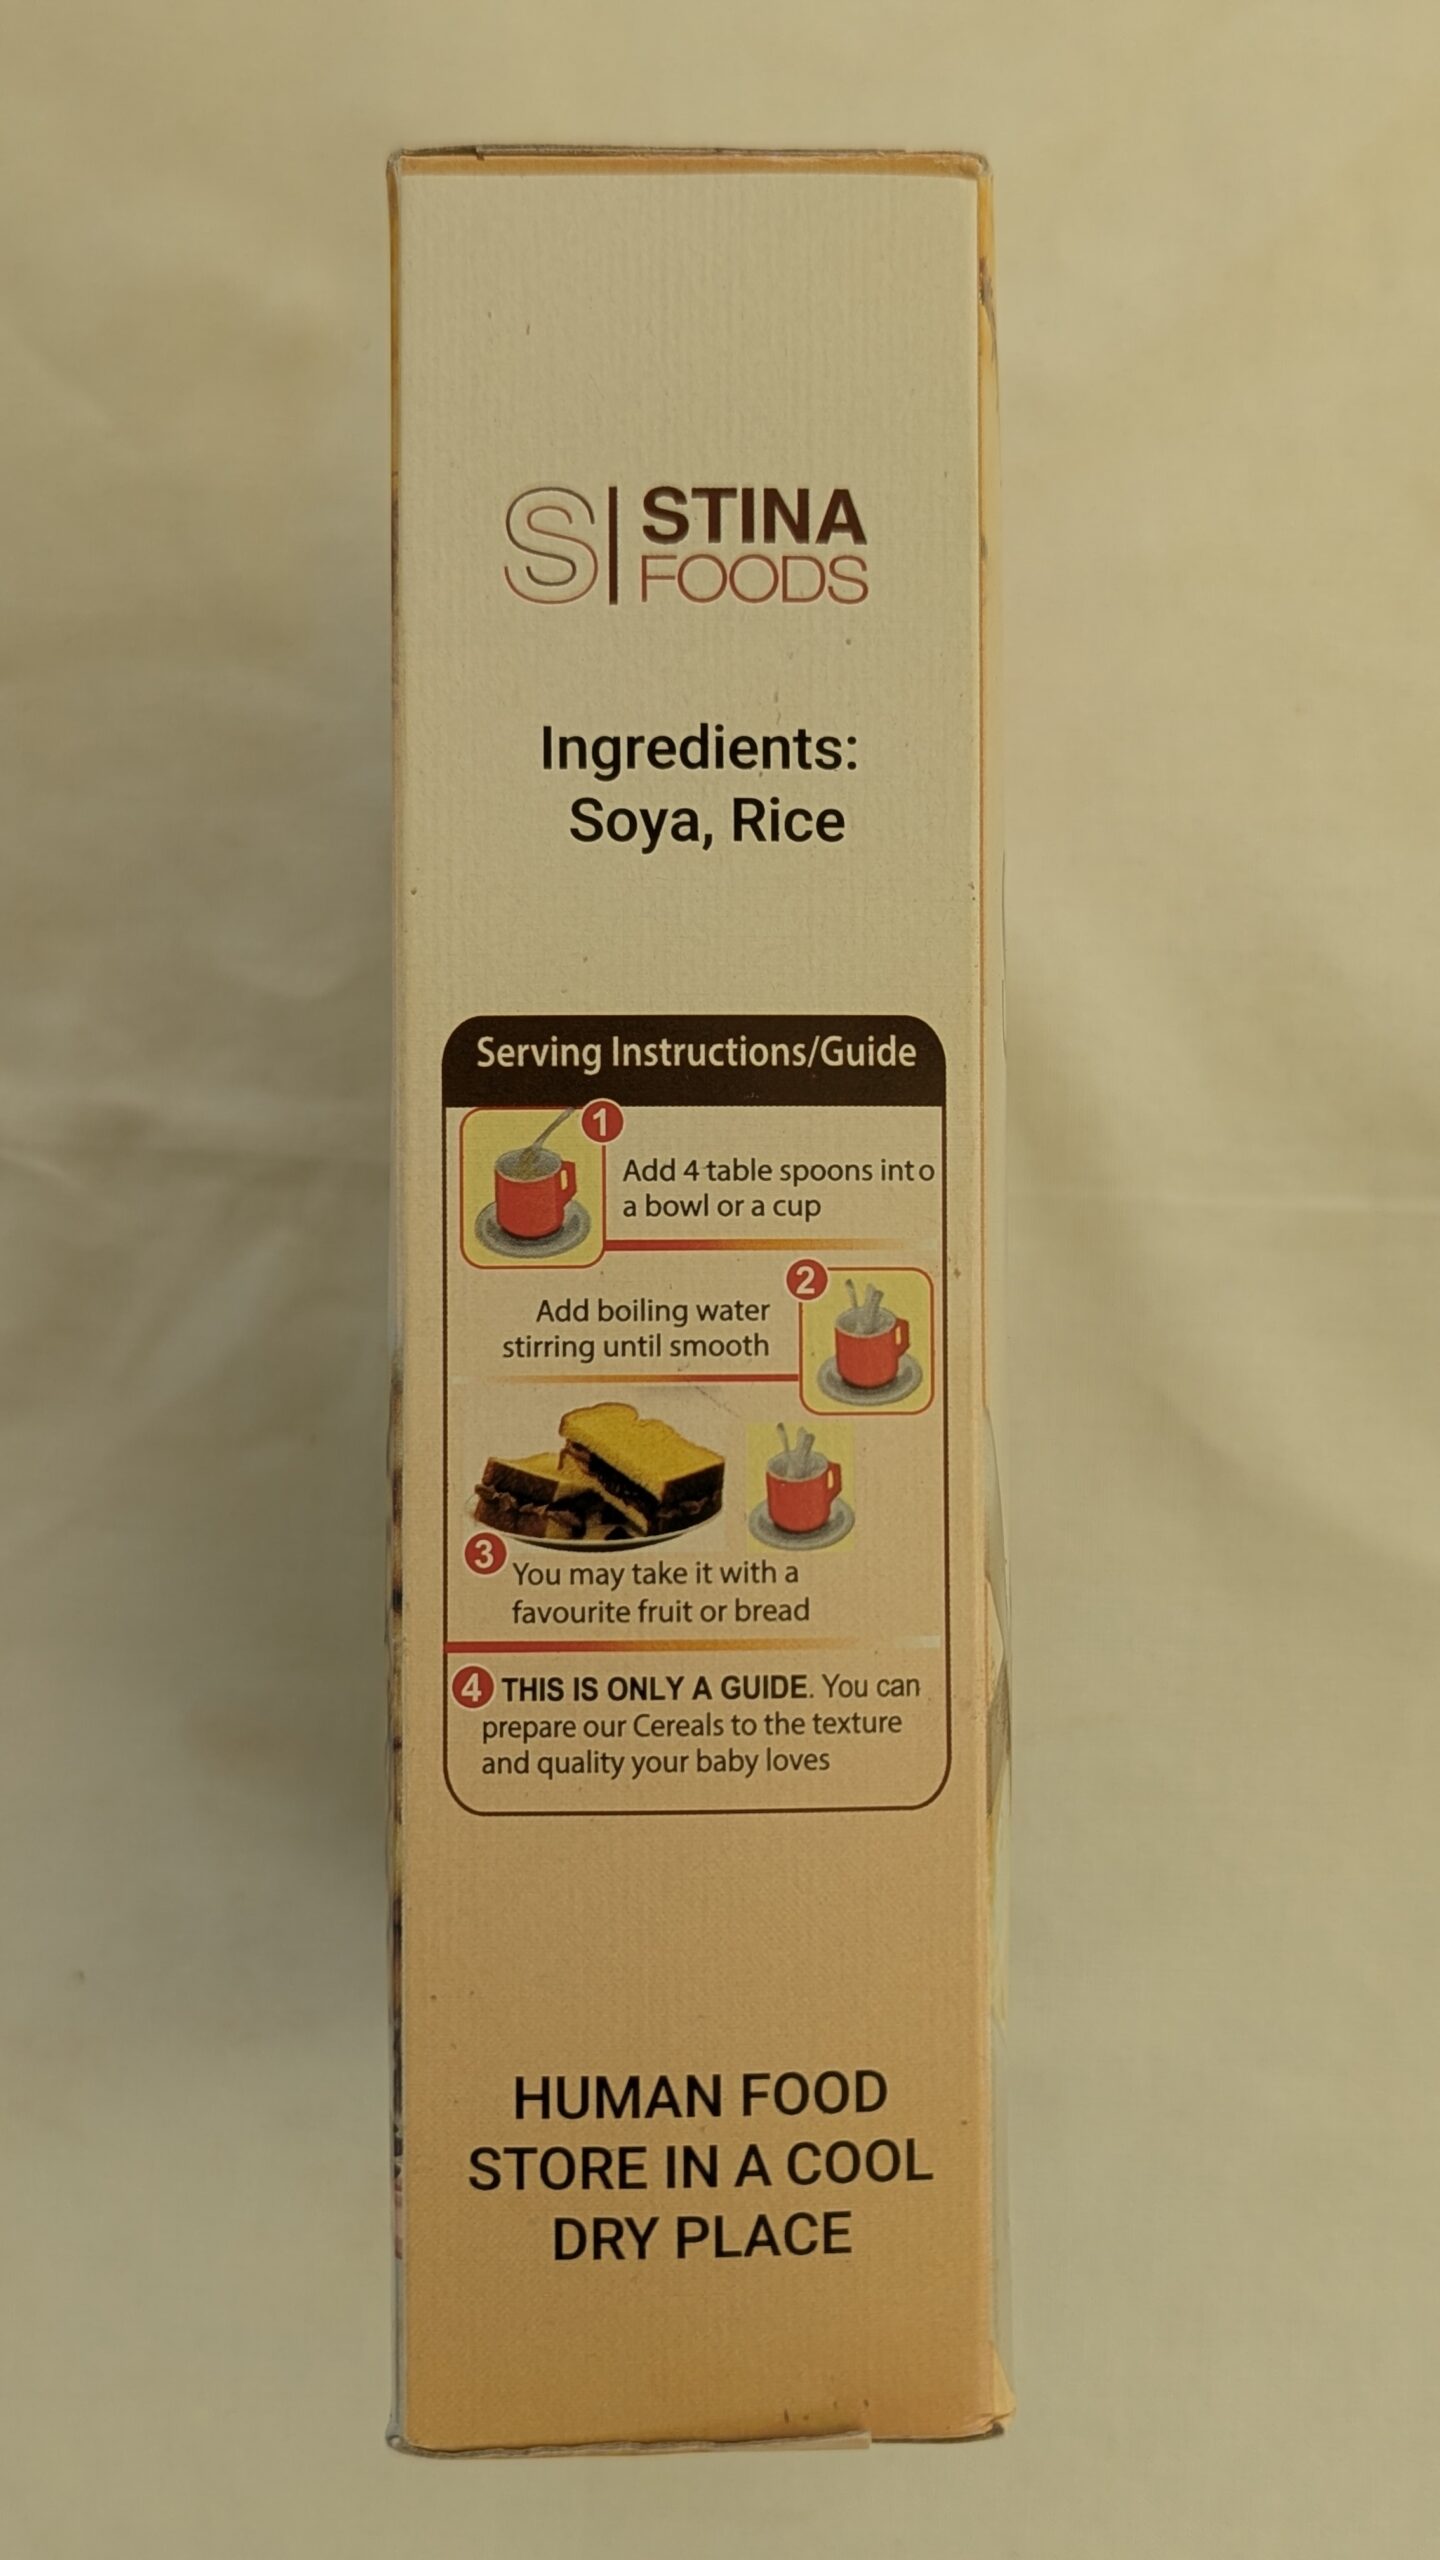 S | STINA
FOODS
Ingredients:
Soya, Rice
Serving Instructions/Guide
1
Add 4 table spoons into
a bowl or a cup
2
Add boiling water
stirring until smooth
3
You may take it with a
favourite fruit or bread
4 THIS IS ONLY A GUIDE. You can
prepare our Cereals to the texture
and quality your baby loves
HUMAN FOOD
STORE IN A COOL
DRY PLACE